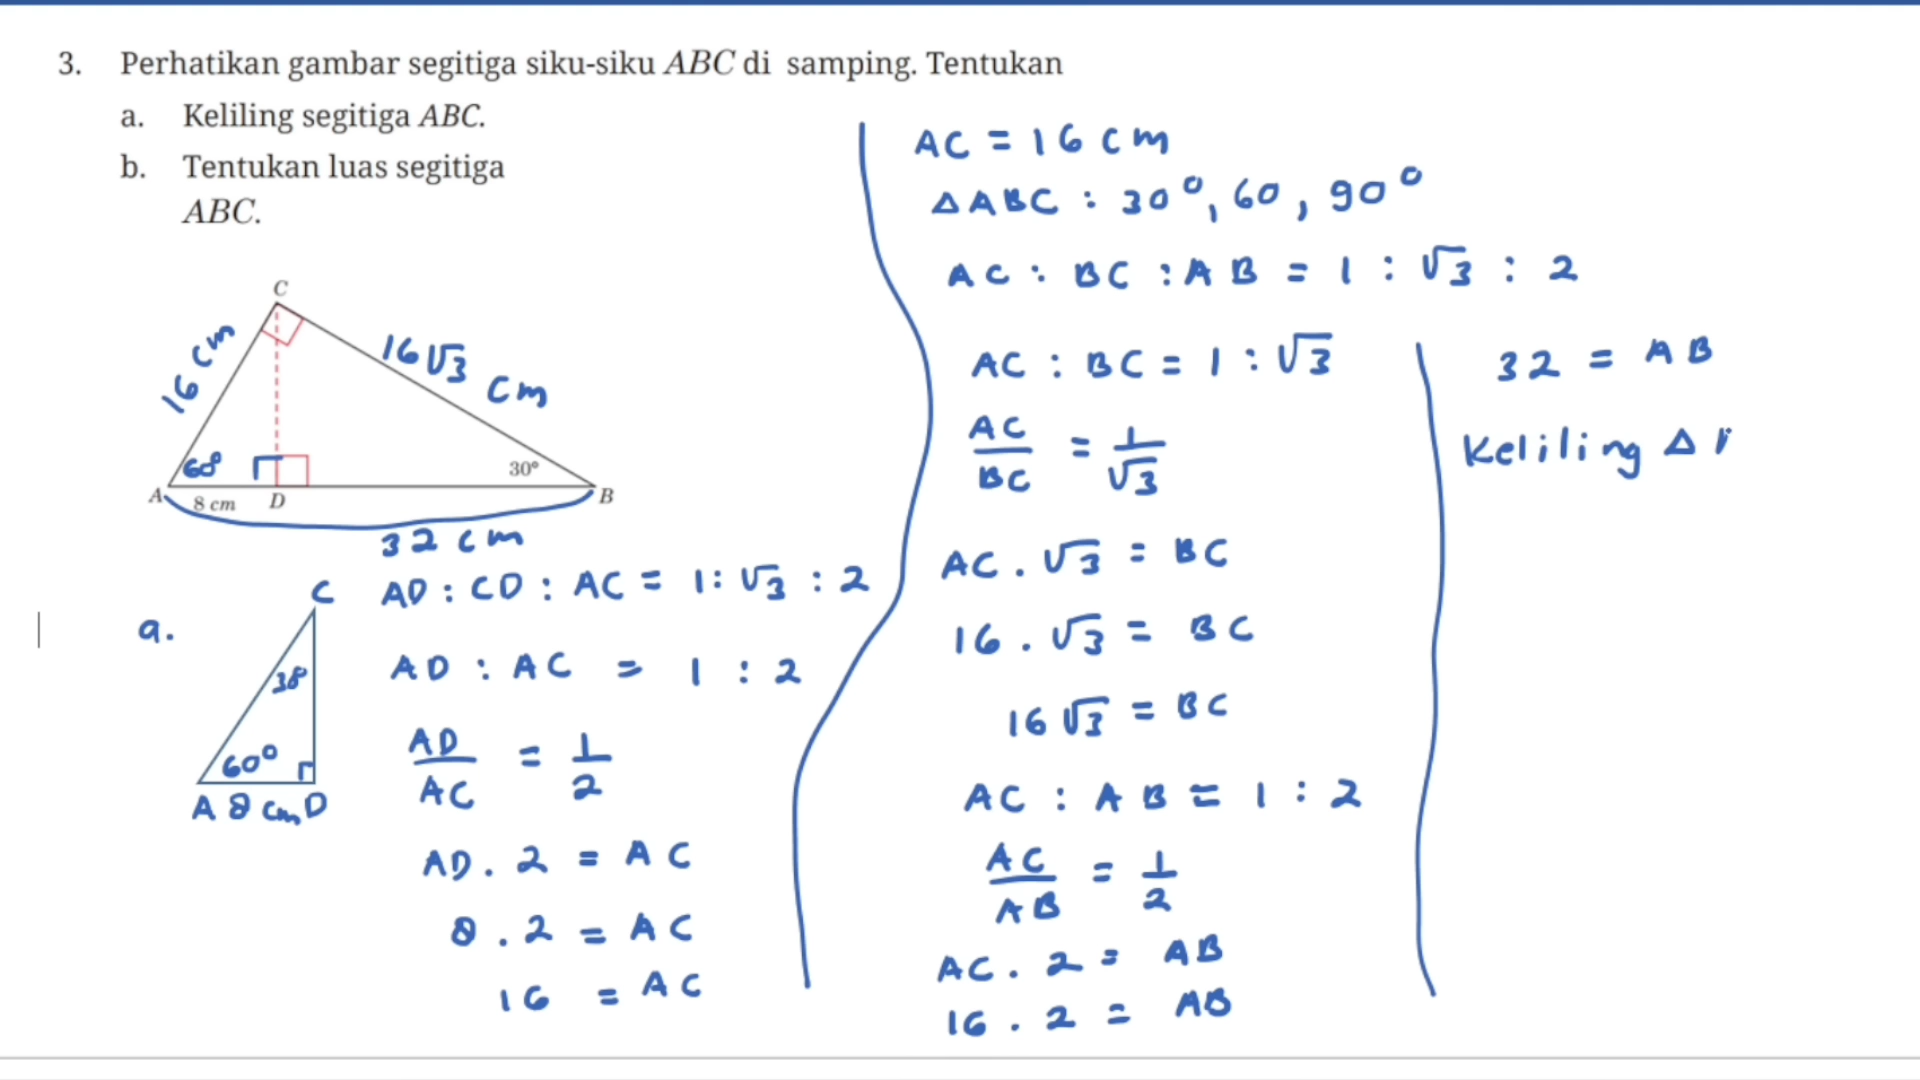 3. Perhatikan gambar segitiga siku-siku ABC di samping. Tentukan
a. Keliling segitiga ABC.
b. Tentukan luas segitiga
ABC.
C
16 cm
16√3 cm
60°
30°
A
8 cm
D
B
32 cm
a.
C
30
60°
A 8 cm D
AD : CD : AC = 1 : √3 : 2
AD : AC = 1 : 2
AD/AC = 1/2
AD . 2 = AC
8 . 2 = AC
16 = AC
AC = 16 cm
△ABC : 30°, 60, 90°
AC : BC : AB = 1 : √3 : 2
AC : BC = 1 : √3
AC/BC = 1/√3
AC . √3 = BC
16 . √3 = BC
16√3 = BC
AC : AB = 1 : 2
AC/AB = 1/2
AC . 2 = AB
16 . 2 = AB
32 = AB
Keliling △